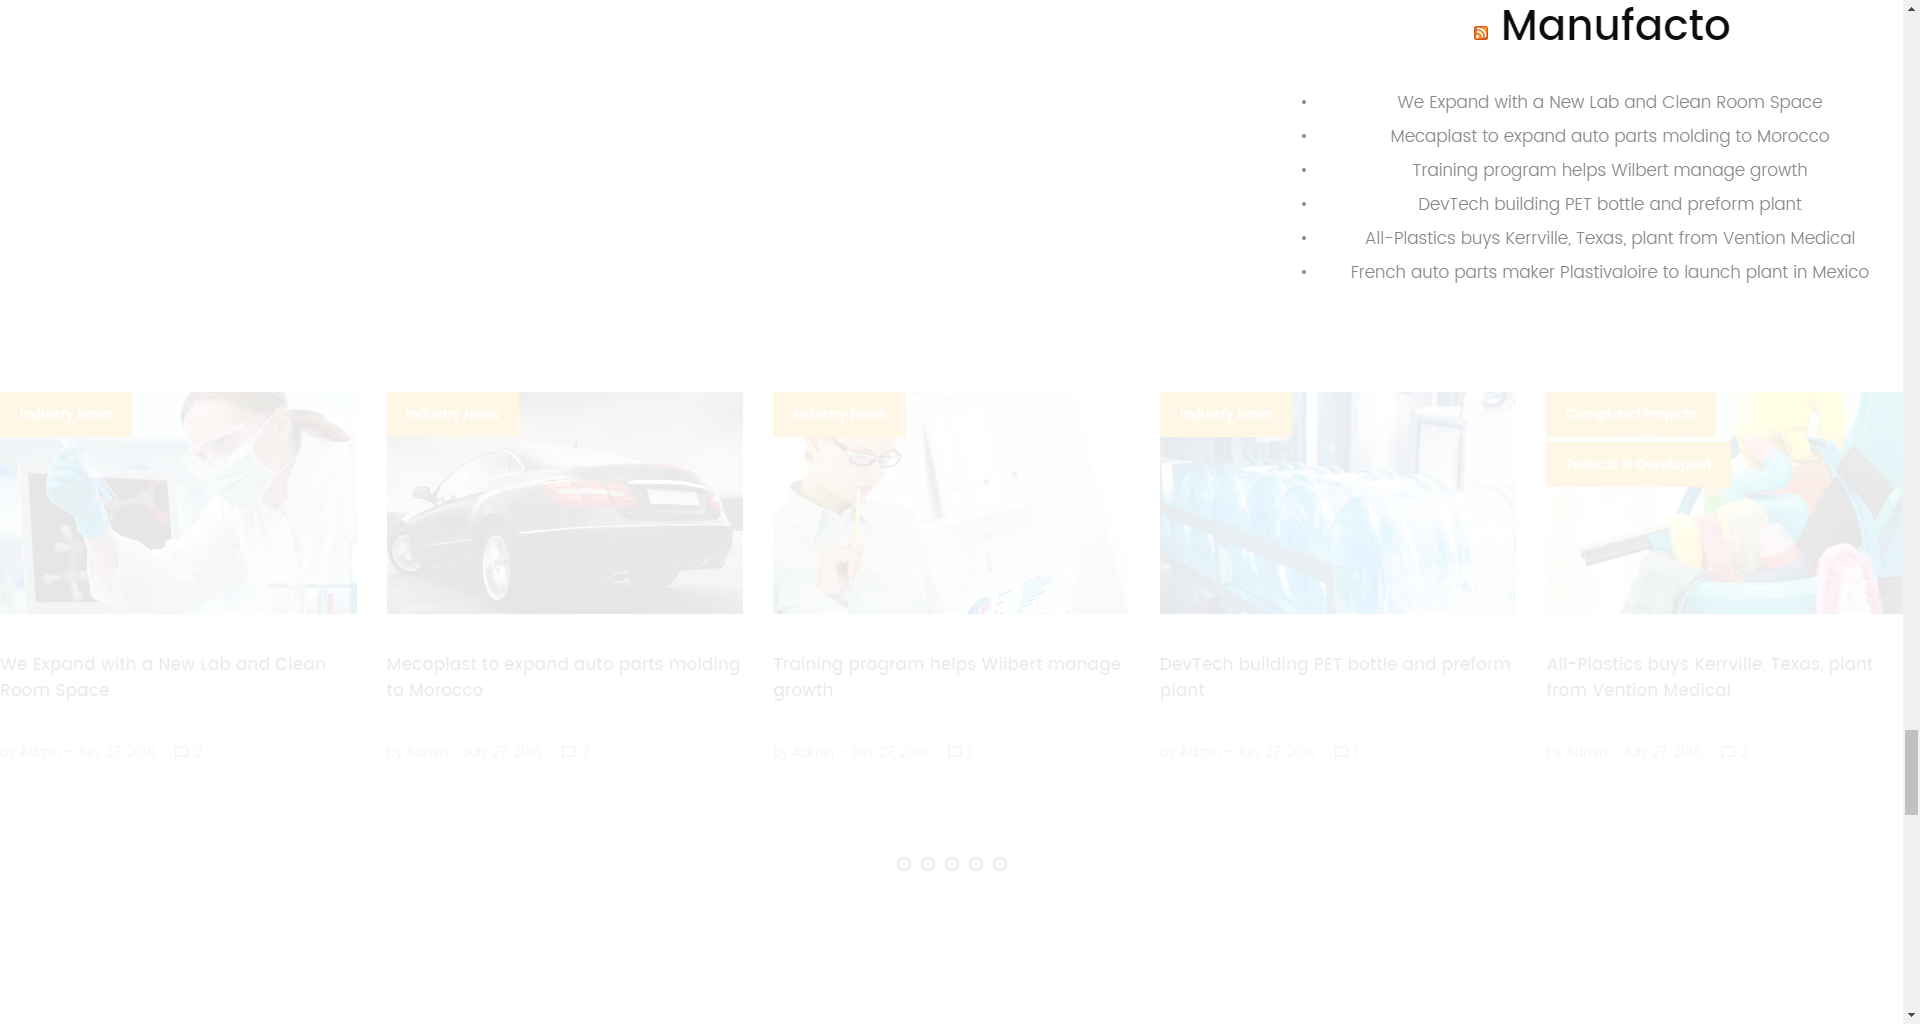 Manufacto
• We Expand with a New Lab and Clean Room Space
• Mecaplast to expand auto parts molding to Morocco
• Training program helps Wilbert manage growth
• DevTech building PET bottle and preform plant
• All-Plastics buys Kerrville, Texas, plant from Vention Medical
• French auto parts maker Plastivaloire to launch plant in Mexico
Industry News
We Expand with a New Lab and Clean
Room Space
by Admin - Jun. 27, 2016 2
Industry News
Mecaplast to expand auto parts molding
to Morocco
by Admin - Jun. 27, 2016 2
Industry News
Training program helps Wilbert manage
growth
by Admin - Jun. 27, 2016 1
Industry News
DevTech building PET bottle and preform
plant
by Admin - Jun. 27, 2016 1
Completed Projects
Projects is Developent
All-Plastics buys Kerrville, Texas, plant
from Vention Medical
by Admin - Jun. 27, 2016 2